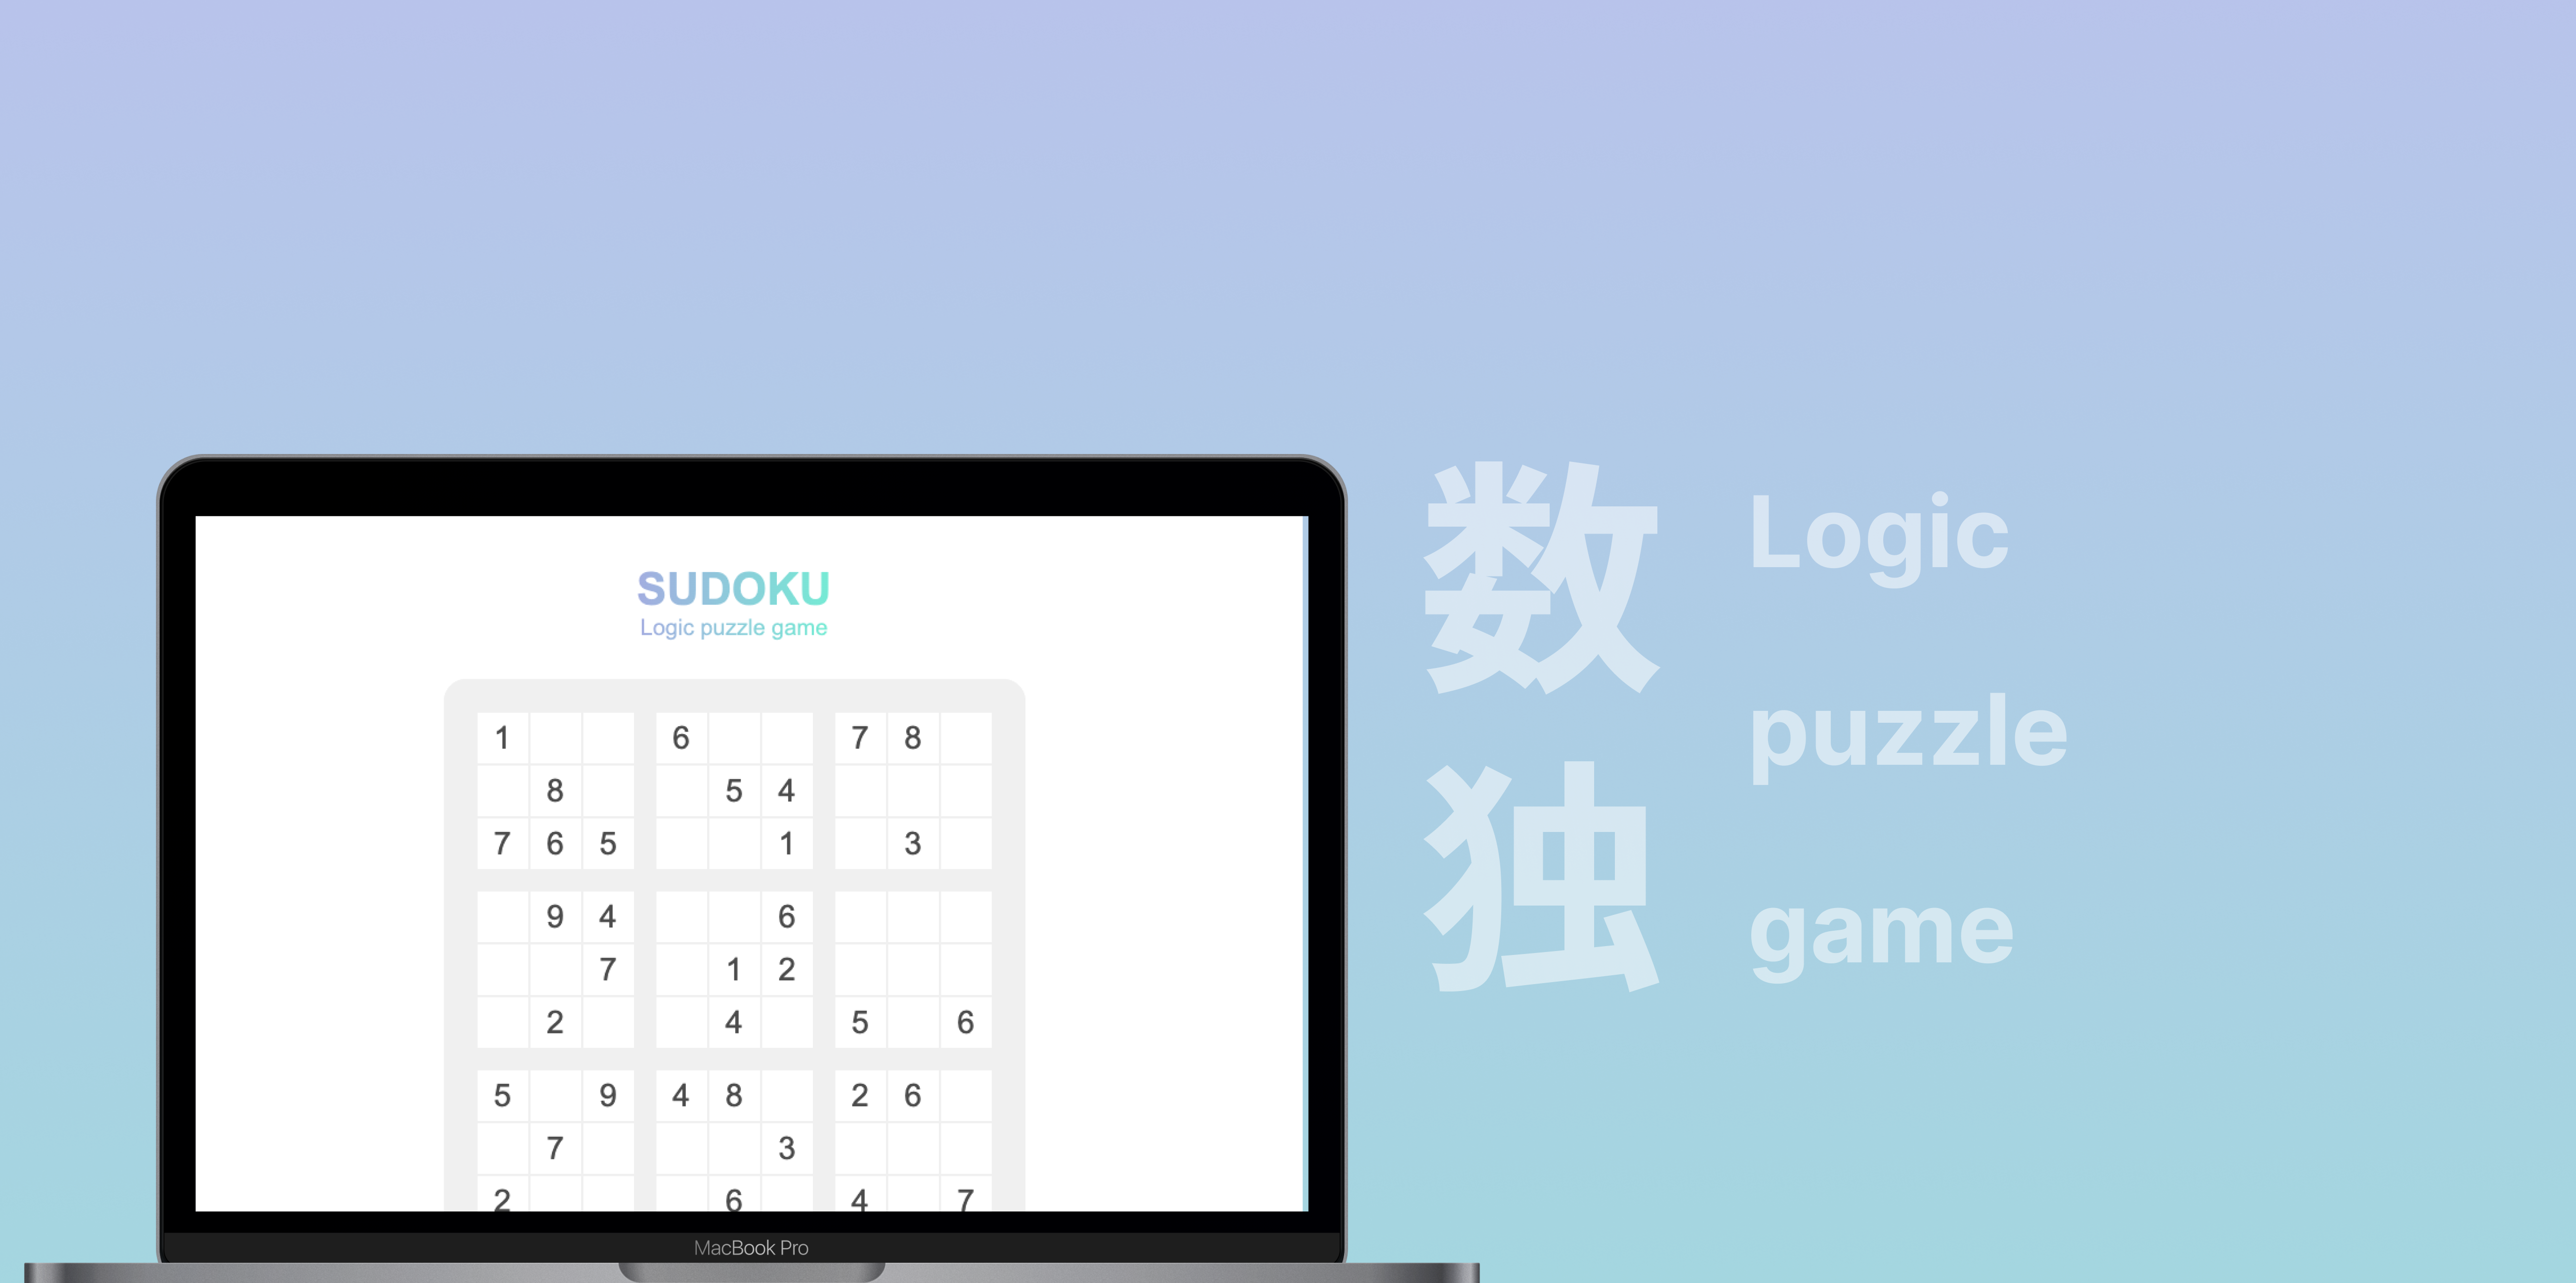 SUDOKU
Logic puzzle game
1 6 7 8
8 5 4
7 6 5 1 3
9 4 6
7 1 2
2 4 5 6
5 9 4 8 2 6
7 3
2 6 4 7
MacBook Pro
数
独
Logic
puzzle
game